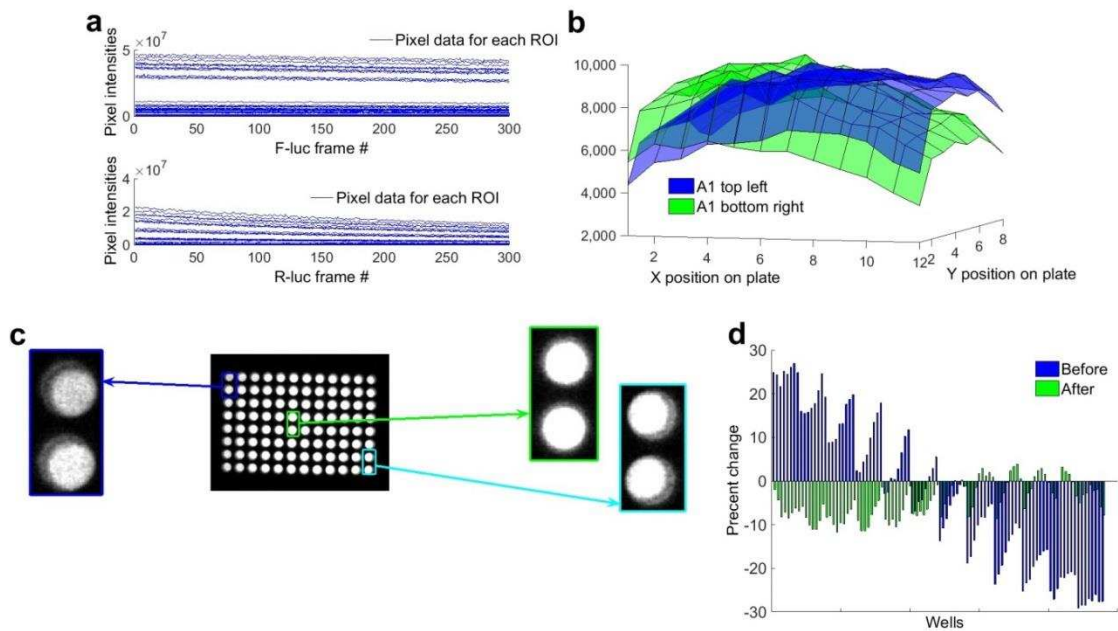 a
×10⁷
Pixel data for each ROI
5
0
Pixel intensities
0 50 100 150 200 250 300
F-luc frame #
×10⁷
4
Pixel data for each ROI
2
0
Pixel intensities
0 50 100 150 200 250 300
R-luc frame #
b
10,000
8,000
6,000
4,000
2,000
A1 top left
A1 bottom right
2 4 6 8 10 12
X position on plate
2 4 6 8
Y position on plate
c
d
30
20
10
0
-10
-20
-30
Before
After
Precent change
Wells